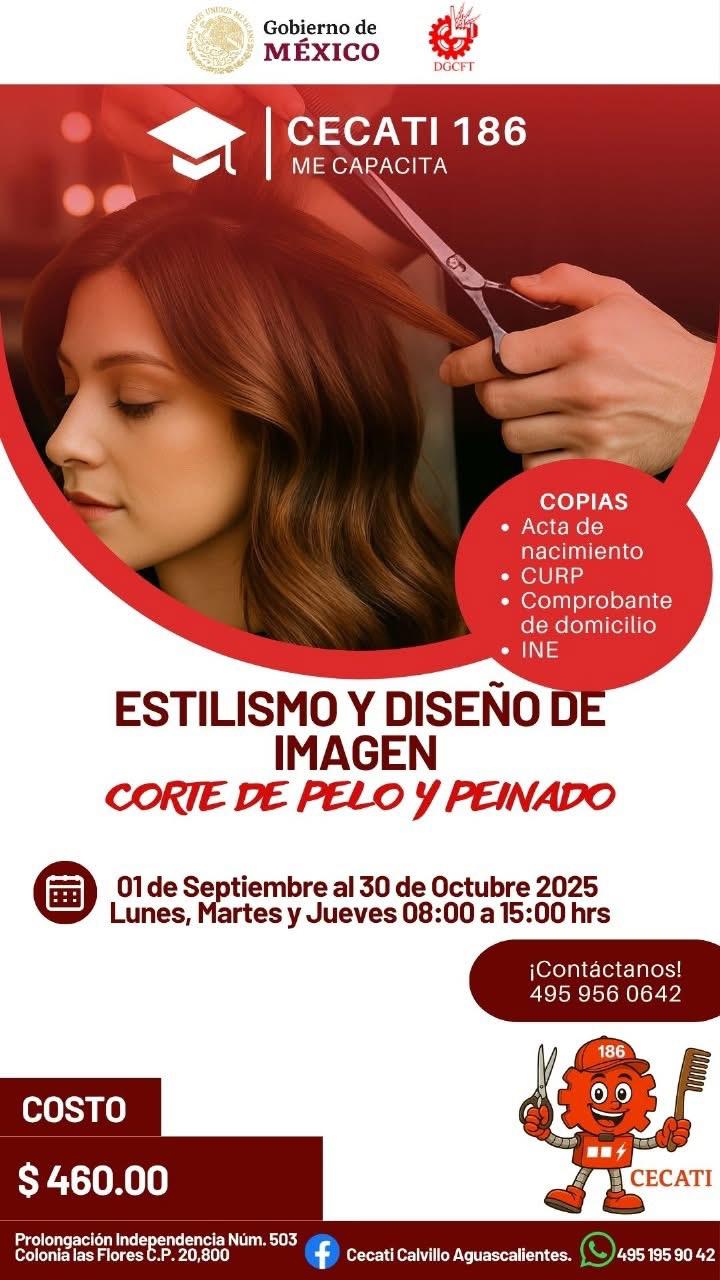 ESTADOS UNIDOS MEXICANOS
Gobierno de
MÉXICO
DGCFT
CECATI 186
ME CAPACITA
COPIAS
• Acta de
nacimiento
• CURP
• Comprobante
de domicilio
• INE
ESTILISMO Y DISEÑO DE
IMAGEN
CORTE DE PELO Y PEINADO
01 de Septiembre al 30 de Octubre 2025
Lunes, Martes y Jueves 08:00 a 15:00 hrs
¡Contáctanos!
495 956 0642
186
CECATI
COSTO
$ 460.00
Prolongación Independencia Núm. 503
Colonia las Flores C.P. 20,800
Cecati Calvillo Aguascalientes.
495 195 90 42